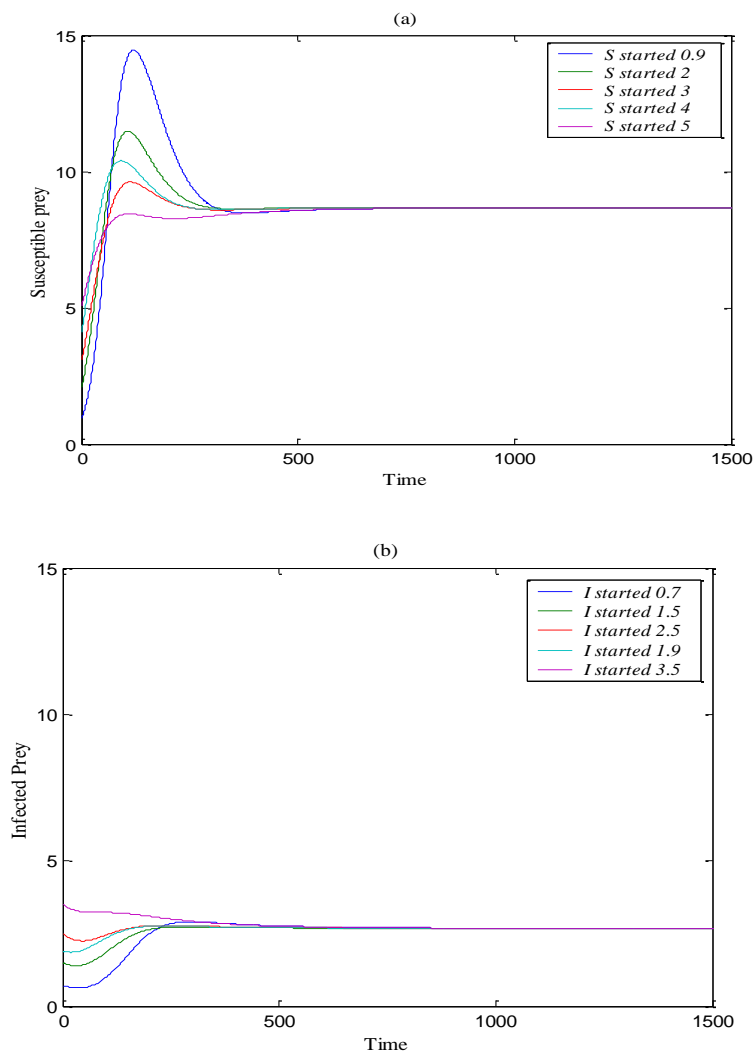 (a)
15
10
5
0
Susceptible prey
S started 0.9
S started 2
S started 3
S started 4
S started 5
0
500
1000
1500
Time
(b)
15
10
5
0
Infected Prey
I started 0.7
I started 1.5
I started 2.5
I started 1.9
I started 3.5
0
500
1000
1500
Time